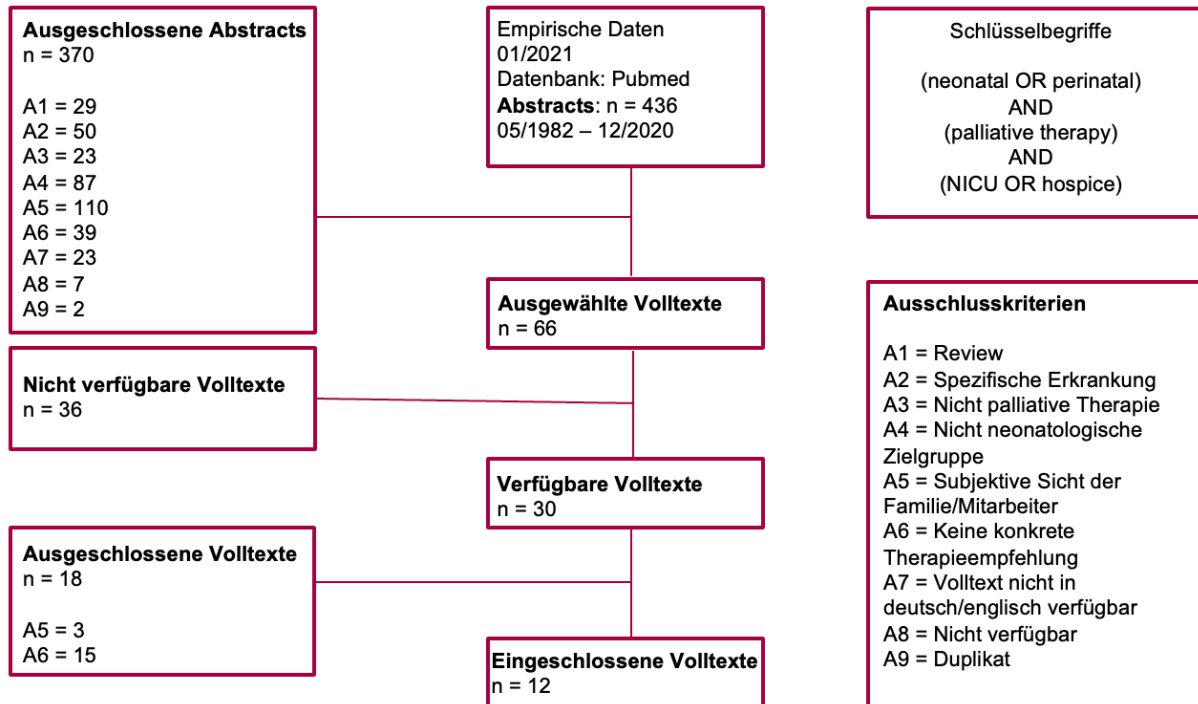 Ausgeschlossene Abstracts
n = 370
A1 = 29
A2 = 50
A3 = 23
A4 = 87
A5 = 110
A6 = 39
A7 = 23
A8 = 7
A9 = 2
Empirische Daten
01/2021
Datenbank: Pubmed
Abstracts: n = 436
05/1982 – 12/2020
Schlüsselbegriffe
(neonatal OR perinatal)
AND
(palliative therapy)
AND
(NICU OR hospice)
Ausgewählte Volltexte
n = 66
Nicht verfügbare Volltexte
n = 36
Verfügbare Volltexte
n = 30
Ausgeschlossene Volltexte
n = 18
A5 = 3
A6 = 15
Eingeschlossene Volltexte
n = 12
Ausschlusskriterien
A1 = Review
A2 = Spezifische Erkrankung
A3 = Nicht palliative Therapie
A4 = Nicht neonatologische
Zielgruppe
A5 = Subjektive Sicht der
Familie/Mitarbeiter
A6 = Keine konkrete
Therapieempfehlung
A7 = Volltext nicht in
deutsch/englisch verfügbar
A8 = Nicht verfügbar
A9 = Duplikat